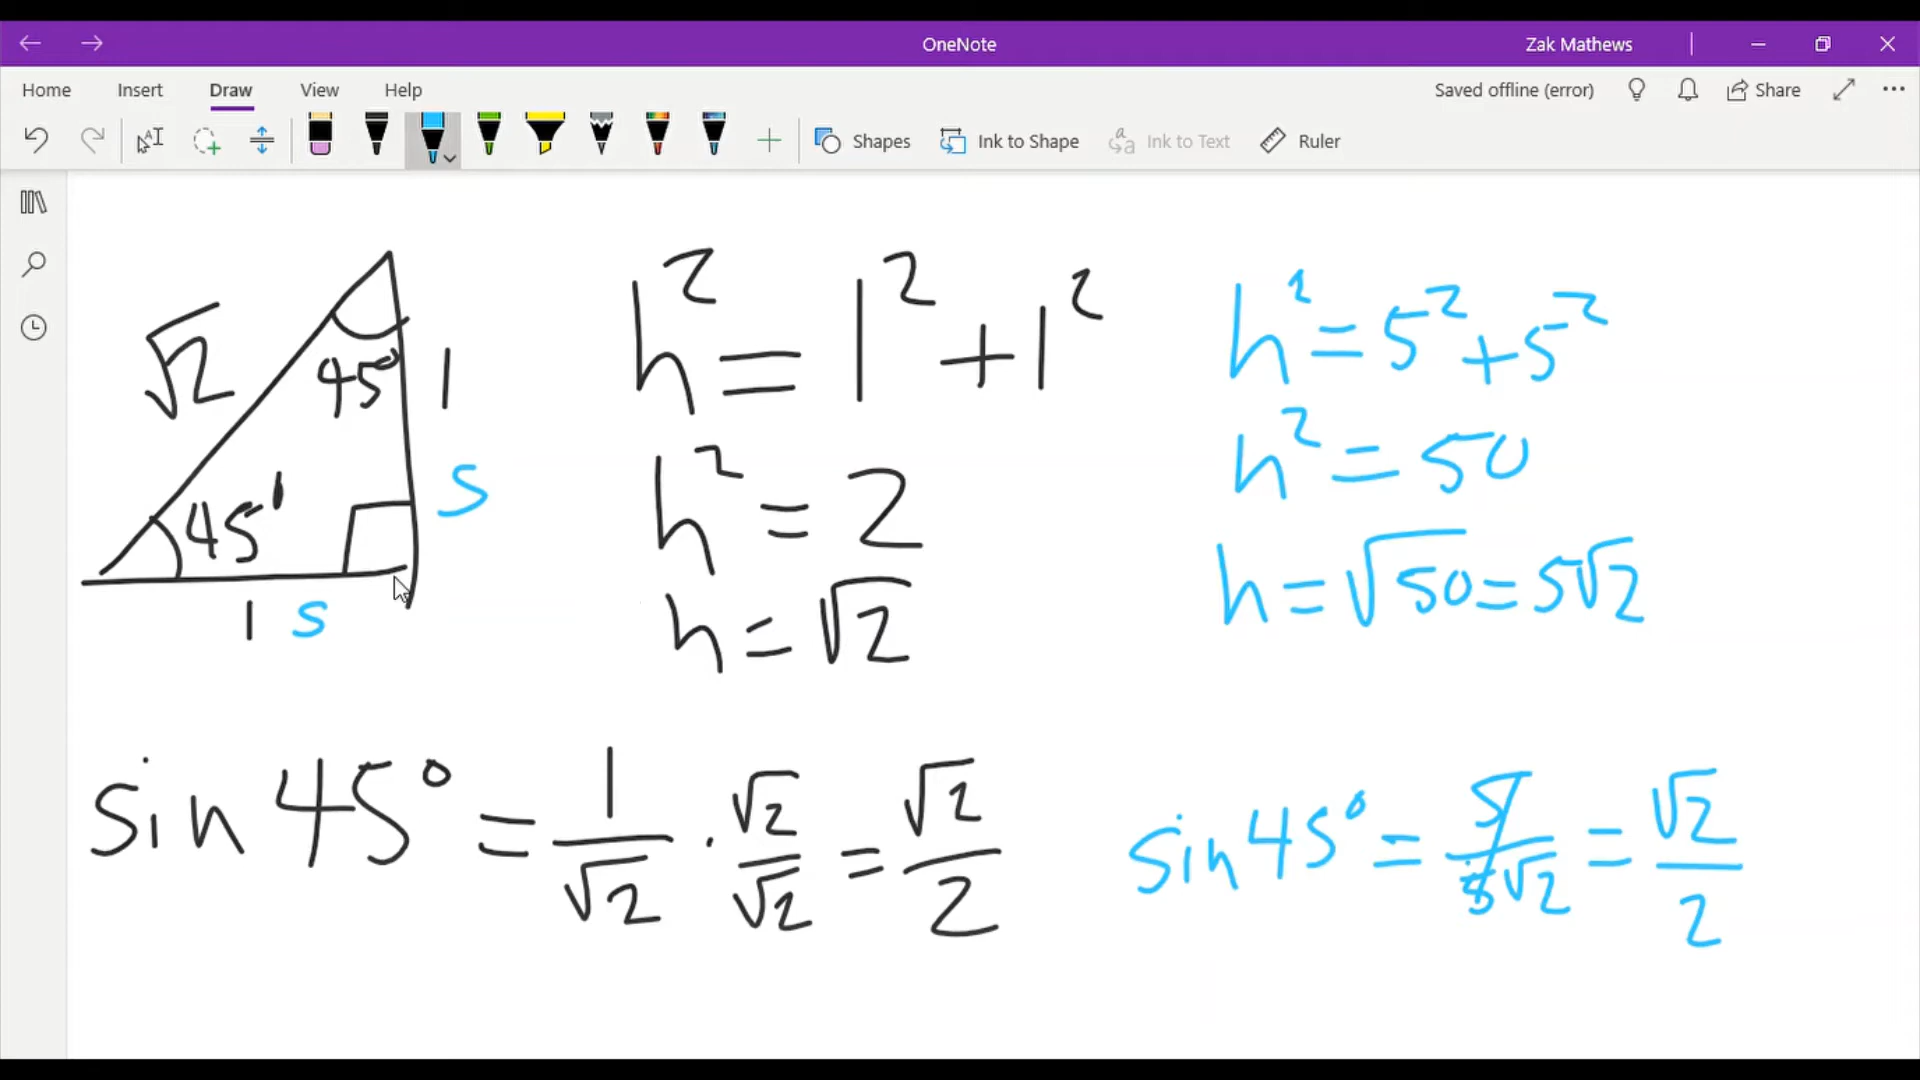 OneNote
Zak Mathews
Home Insert Draw View Help
Saved offline (error)
Share
Shapes Ink to Shape Ink to Text Ruler
√2
45° 1
45° 5
1 5
h² = 1² + 1²
h² = 2
h = √2
h² = 5² + 5²
h² = 50
h = √50 = 5√2
sin 45° = 1/√2 · √2/√2 = √2/2
sin 45° = 5/5√2 = √2/2